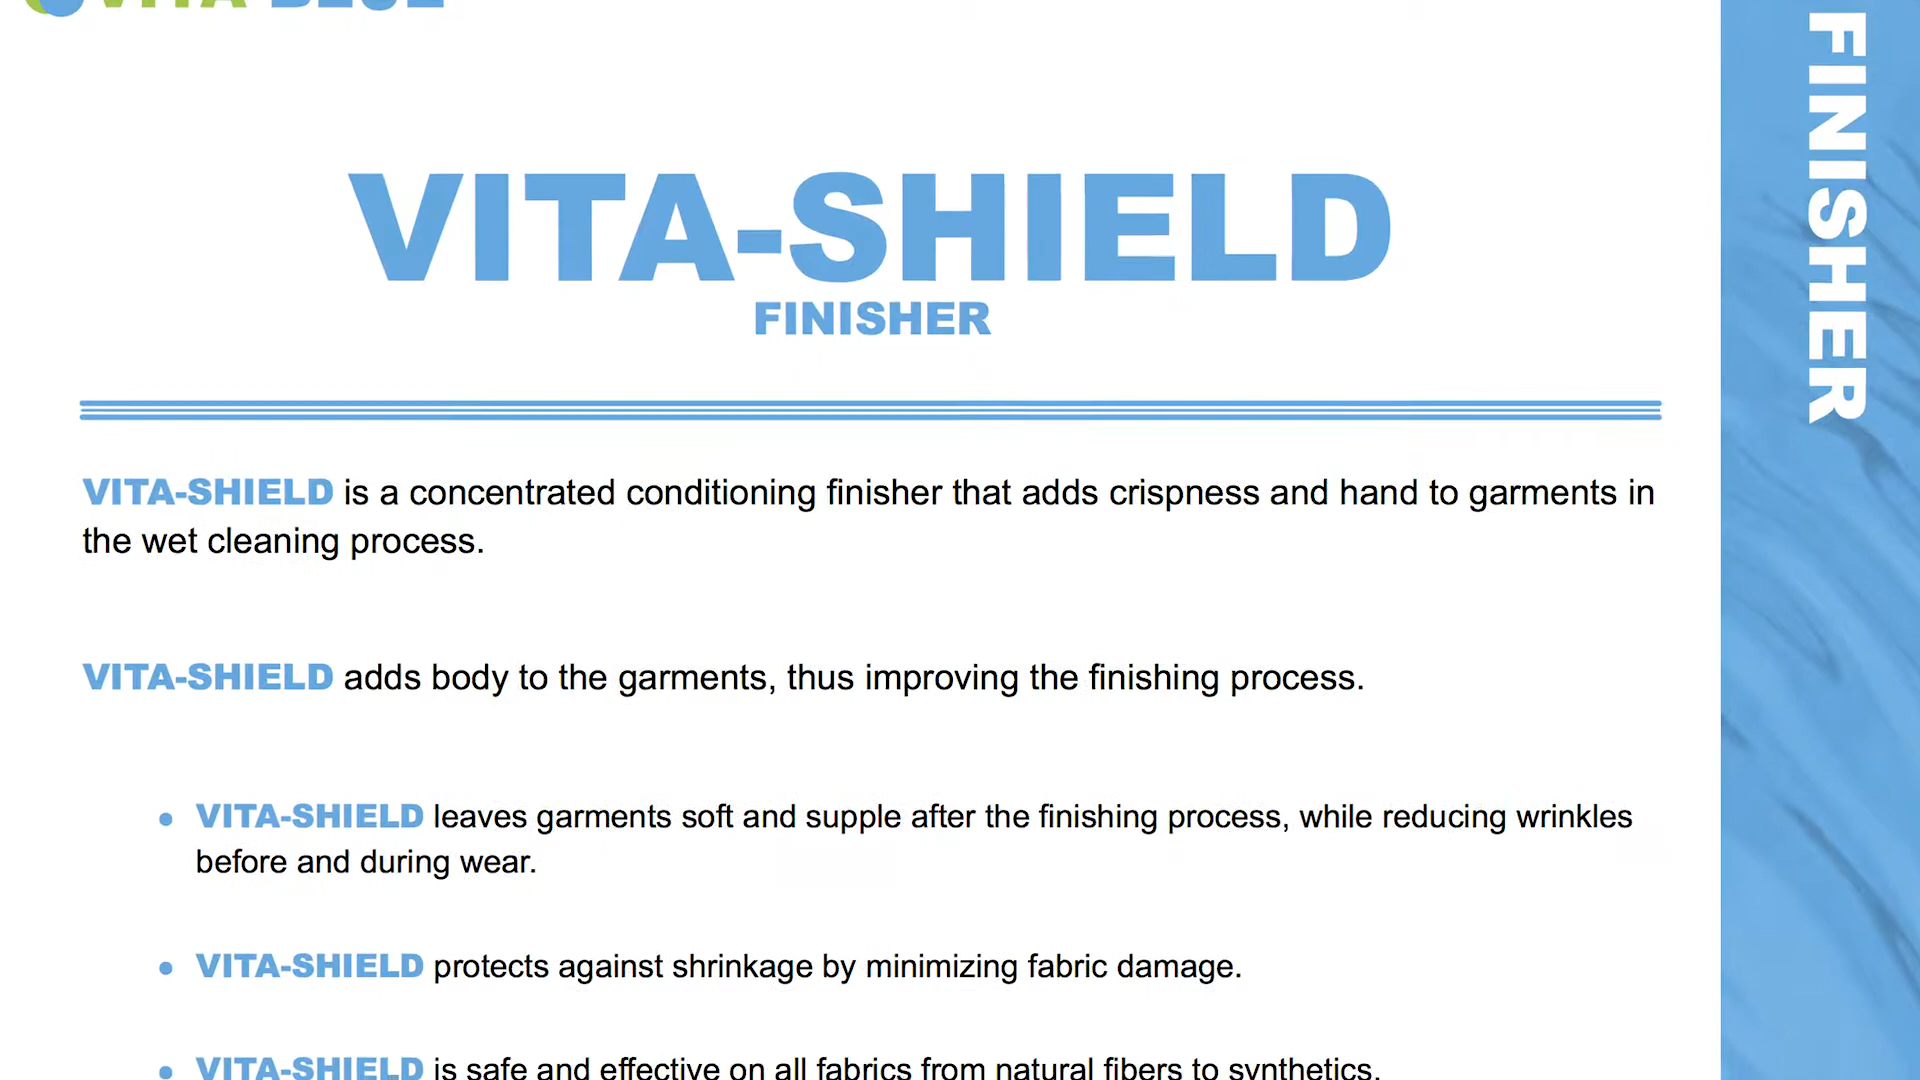 VITA-SHIELD
FINISHER
VITA-SHIELD is a concentrated conditioning finisher that adds crispness and hand to garments in
the wet cleaning process.
VITA-SHIELD adds body to the garments, thus improving the finishing process.
• VITA-SHIELD leaves garments soft and supple after the finishing process, while reducing wrinkles
before and during wear.
• VITA-SHIELD protects against shrinkage by minimizing fabric damage.
• VITA-SHIELD is safe and effective on all fabrics from natural fibers to synthetics.
FINISHER